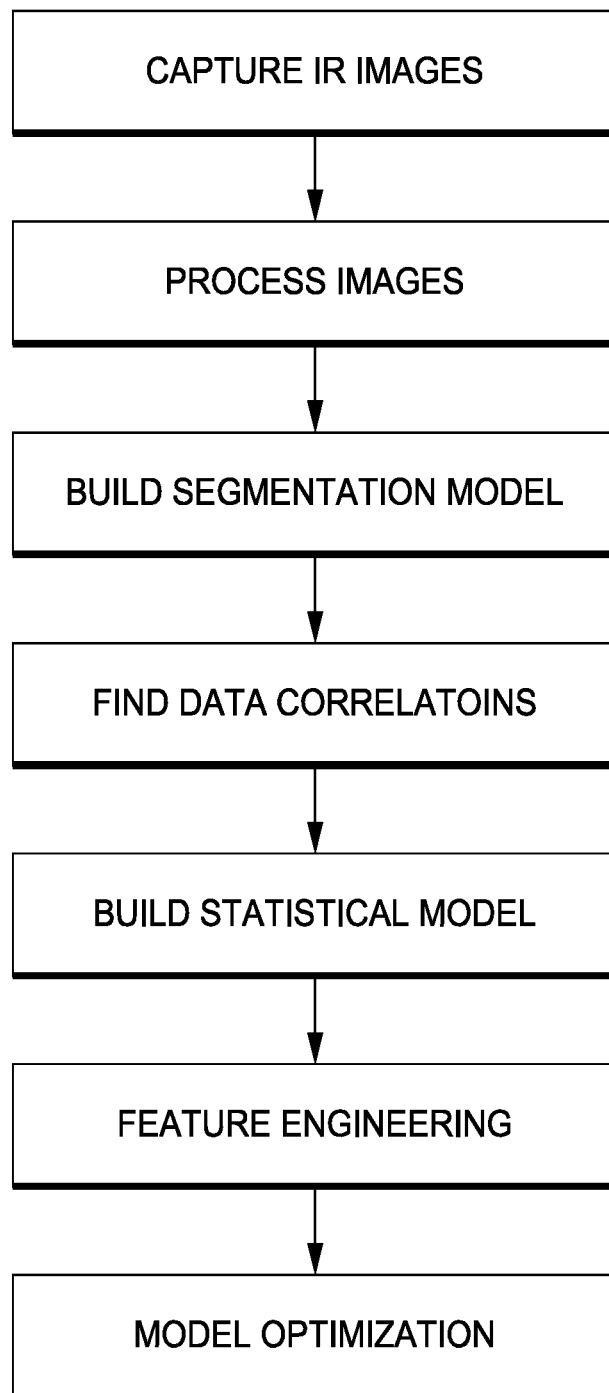 CAPTURE IR IMAGES
PROCESS IMAGES
BUILD SEGMENTATION MODEL
FIND DATA CORRELATOINS
BUILD STATISTICAL MODEL
FEATURE ENGINEERING
MODEL OPTIMIZATION